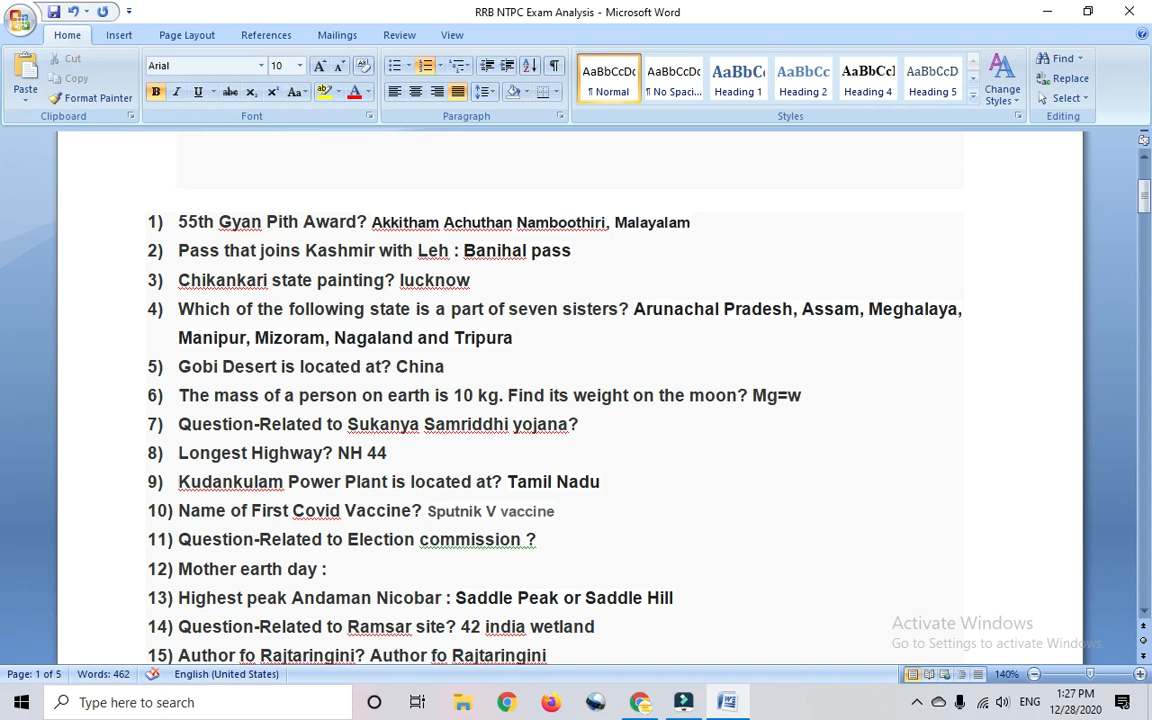 RRB NTPC Exam Analysis - Microsoft Word
Home Insert Page Layout References Mailings Review View
Paste Cut Copy Format Painter
Arial 10
AaBbCcDc AaBbCcDc AaBbC( AaBbCc AaBbCcI AaBbCcD
¶ Normal ¶ No Spaci... Heading 1 Heading 2 Heading 4 Heading 5
Change Styles
Find Replace Select
Clipboard Font Paragraph Styles Editing
1) 55th Gyan Pith Award? Akkitham Achuthan Namboothiri, Malayalam
2) Pass that joins Kashmir with Leh : Banihal pass
3) Chikankari state painting? lucknow
4) Which of the following state is a part of seven sisters? Arunachal Pradesh, Assam, Meghalaya,
Manipur, Mizoram, Nagaland and Tripura
5) Gobi Desert is located at? China
6) The mass of a person on earth is 10 kg. Find its weight on the moon? Mg=w
7) Question-Related to Sukanya Samriddhi yojana?
8) Longest Highway? NH 44
9) Kudankulam Power Plant is located at? Tamil Nadu
10) Name of First Covid Vaccine? Sputnik V vaccine
11) Question-Related to Election commission ?
12) Mother earth day :
13) Highest peak Andaman Nicobar : Saddle Peak or Saddle Hill
14) Question-Related to Ramsar site? 42 india wetland
15) Author fo Rajtaringini? Author fo Rajtaringini
Activate Windows
Go to Settings to activate Windows.
Page: 1 of 5 Words: 462 English (United States) 140%
Type here to search ENG 1:27 PM
12/28/2020